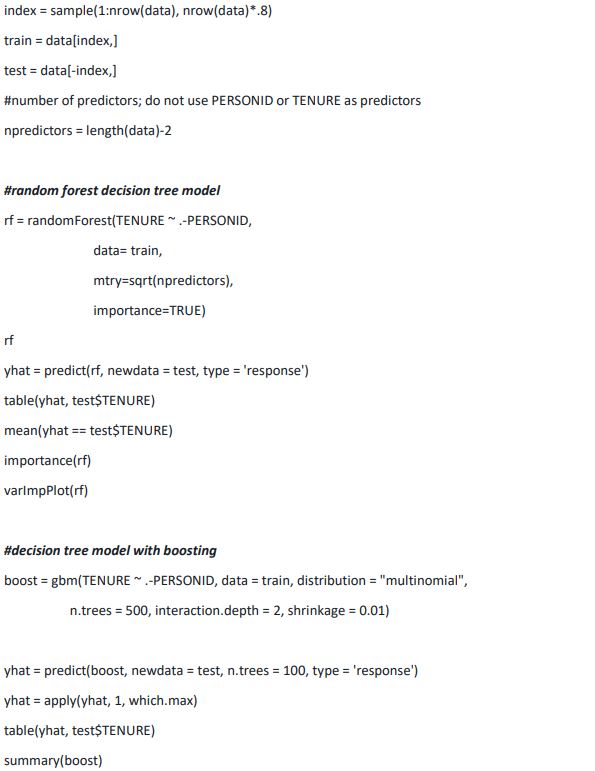 index = sample(1:nrow(data), nrow(data)*.8)
train = data[index,]
test = data[-index,]
#number of predictors; do not use PERSONID or TENURE as predictors
npredictors = length(data)-2
#random forest decision tree model
rf = randomForest(TENURE ~ .-PERSONID,
data= train,
mtry=sqrt(npredictors),
importance=TRUE)
rf
yhat = predict(rf, newdata = test, type = 'response')
table(yhat, test$TENURE)
mean(yhat == test$TENURE)
importance(rf)
varImpPlot(rf)
#decision tree model with boosting
boost = gbm(TENURE ~ .-PERSONID, data = train, distribution = "multinomial",
n.trees = 500, interaction.depth = 2, shrinkage = 0.01)
yhat = predict(boost, newdata = test, n.trees = 100, type = 'response')
yhat = apply(yhat, 1, which.max)
table(yhat, test$TENURE)
summary(boost)